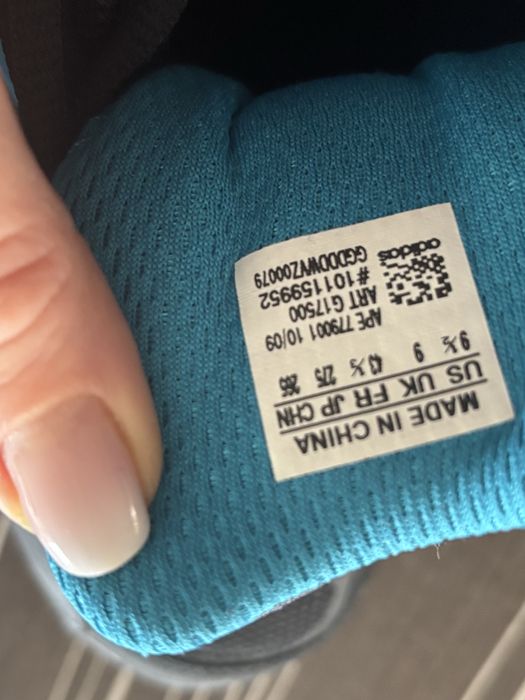 MADE IN CHINA
US UK FR JP CHN
9½ 9 43⅓ 275 265
APE 779001 10/09
ART G17500
#101159952
GGDDDWZ00079
adidas